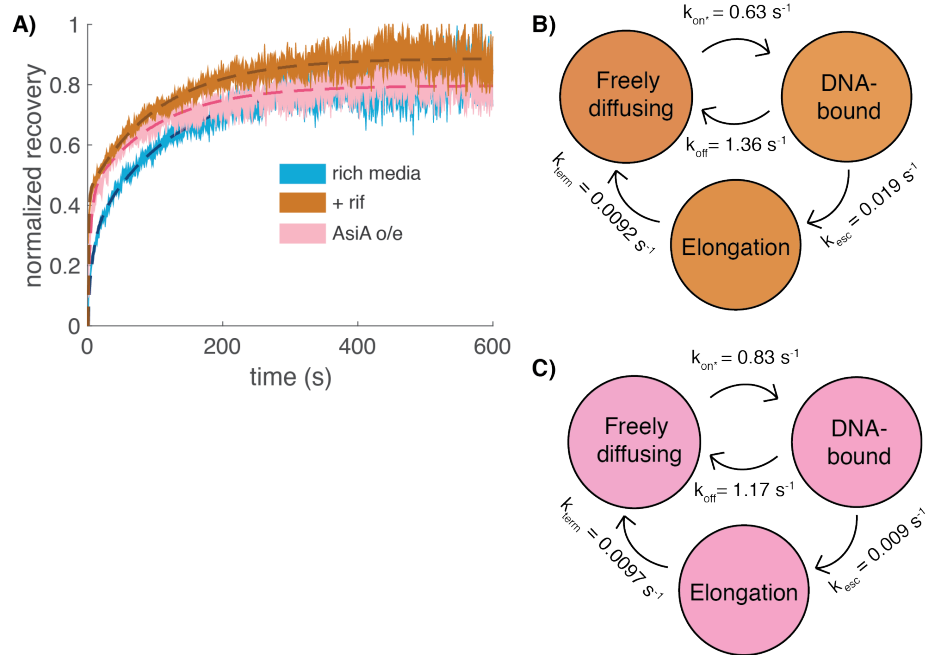 A)
normalized recovery
1
0.8
0.6
0.4
0.2
0
0
200
400
600
time (s)
rich media
+ rif
AsiA o/e
B)
kon* = 0.63 s-1
Freely
diffusing
DNA-
bound
koff = 1.36 s-1
kterm = 0.0092 s-1
kesc = 0.019 s-1
Elongation
C)
kon* = 0.83 s-1
Freely
diffusing
DNA-
bound
koff = 1.17 s-1
kterm = 0.0097 s-1
kesc = 0.009 s-1
Elongation